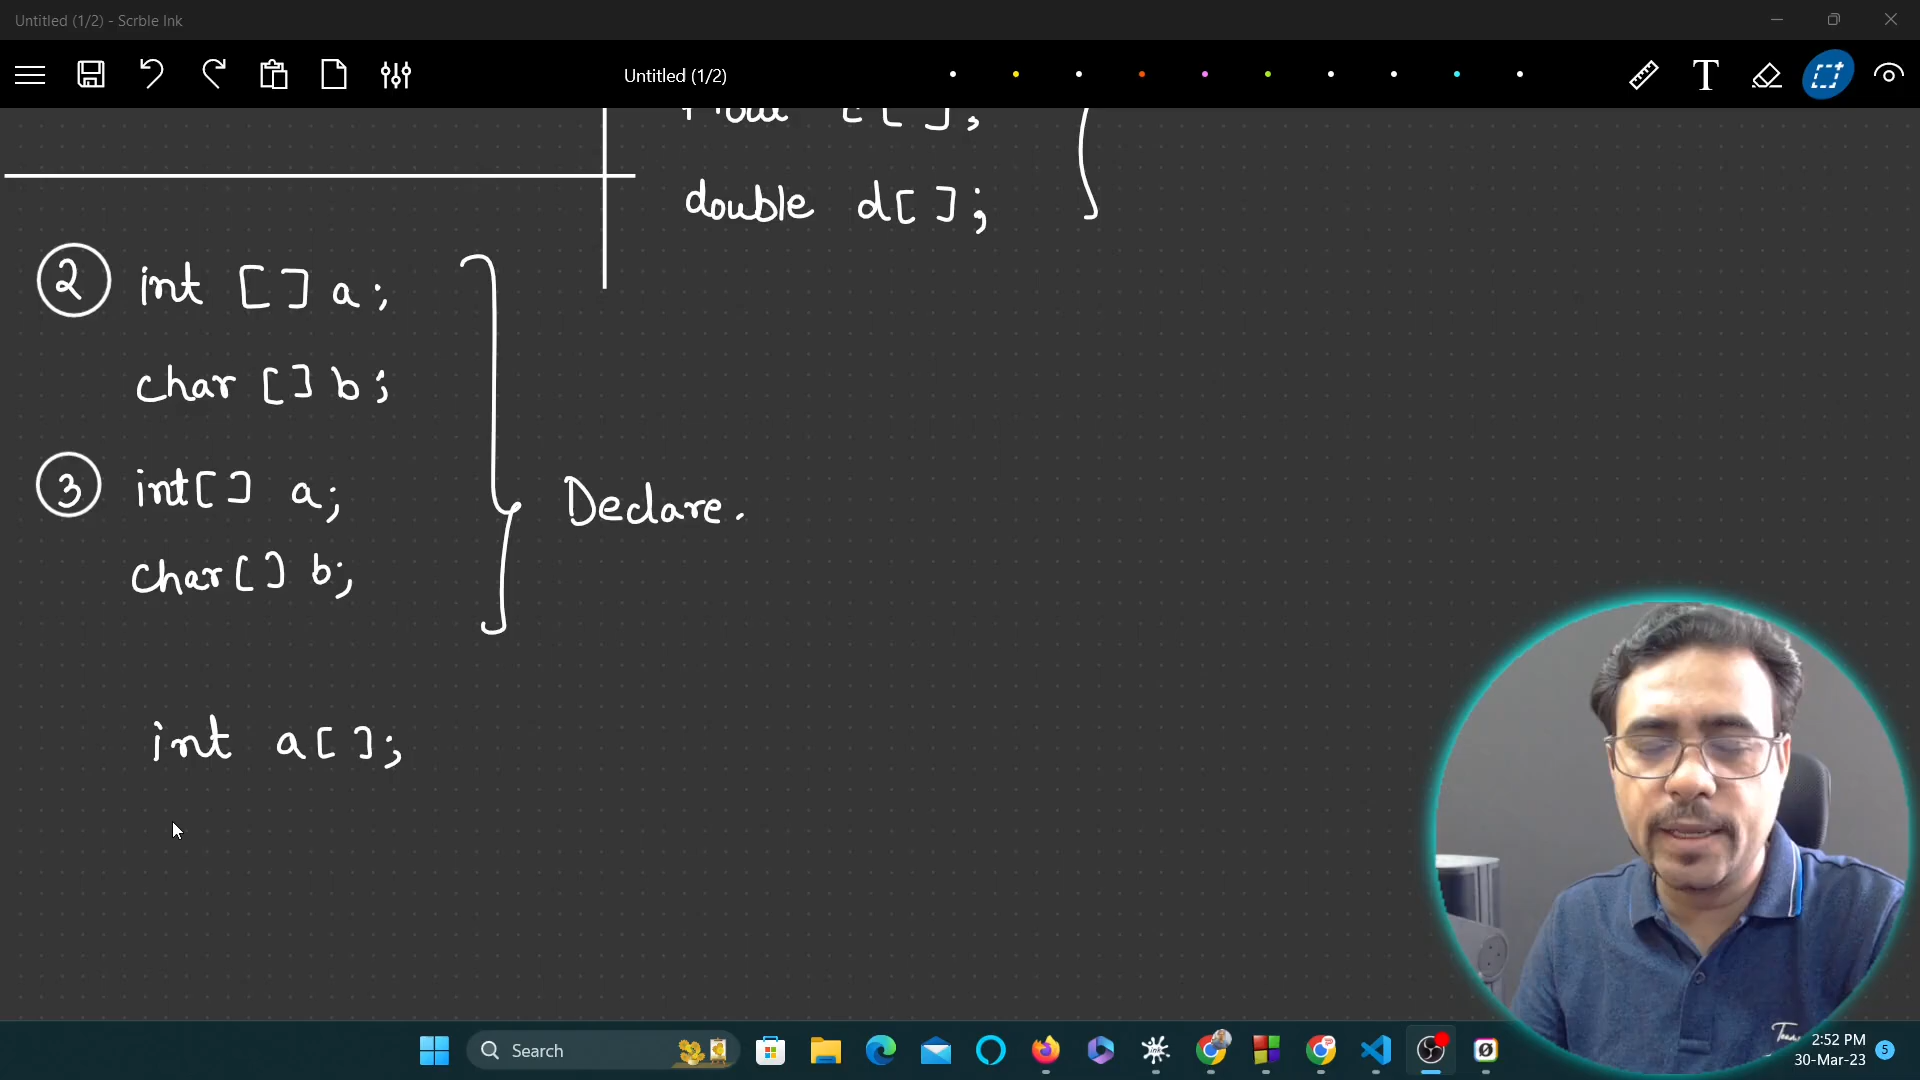 Untitled (1/2) - Scrble Ink
Untitled (1/2)
double d[ ];
2 int [ ] a;
char [ ] b;
3 int[ ] a;
char[ ] b;
Declare.
int a[ ];
Search
2:52 PM
30-Mar-23
5